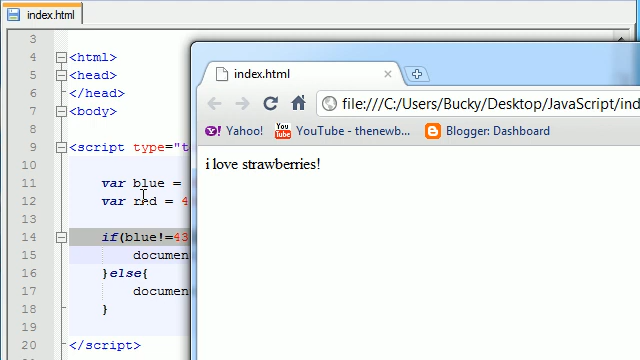 index.html
3
4 <html>
5 <head>
6 </head>
7 <body>
8
9 <script type="t
10
11 var blue =
12 var red = 4
13
14 if(blue!=43
15 documen
16 }else{
17 documen
18 }
19
20 </script>
index.html
file:///C:/Users/Bucky/Desktop/JavaScript/ind
Yahoo! YouTube - thenewb... Blogger: Dashboard
i love strawberries!